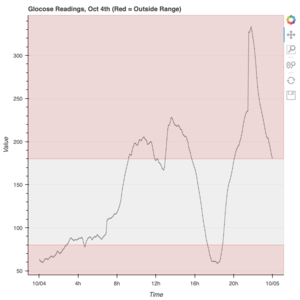 Glocose Readings, Oct 4th (Red = Outside Range)
300
250
200
150
100
50
Value
10/04
4h
8h
12h
16h
20h
10/05
Time